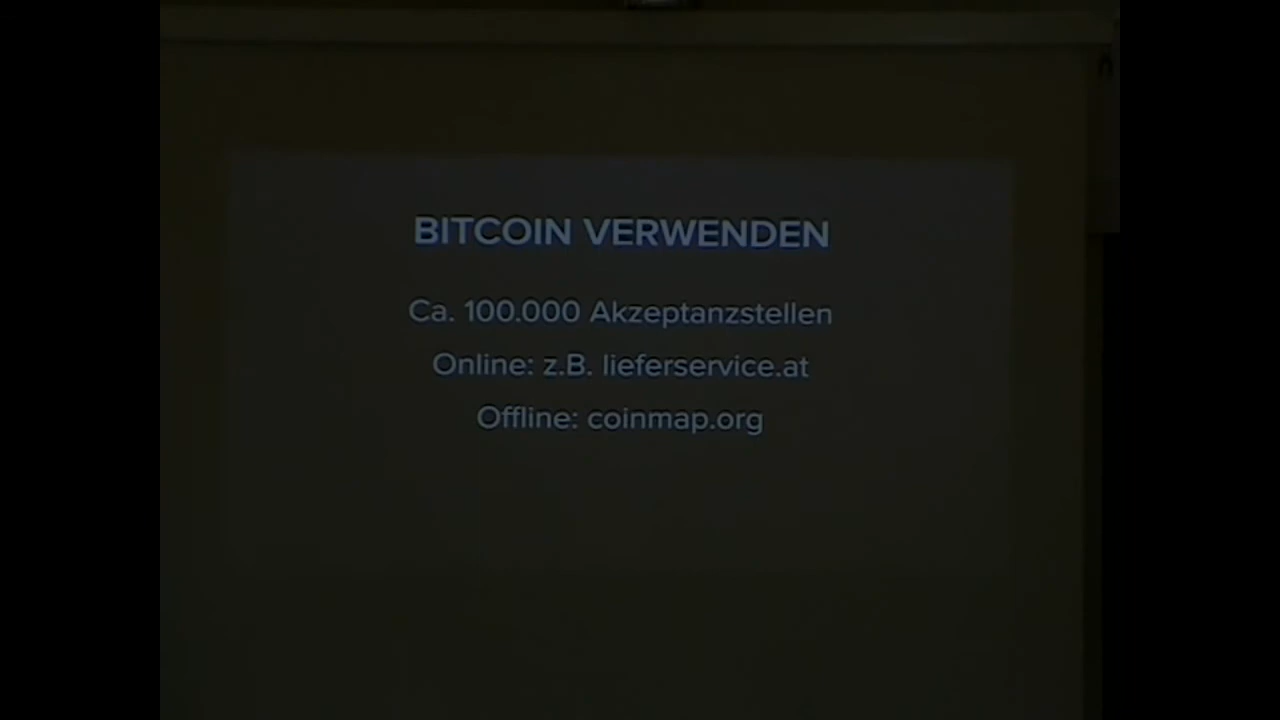 BITCOIN VERWENDEN
Ca. 100.000 Akzeptanzstellen
Online: z.B. lieferservice.at
Offline: coinmap.org